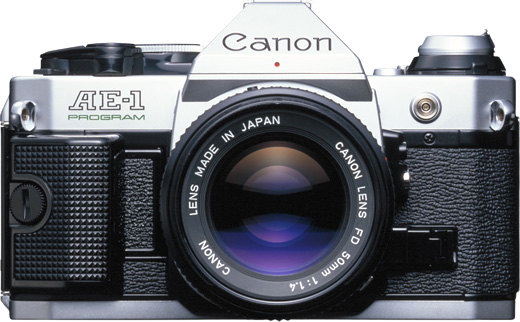 Canon
AE-1
PROGRAM
CANON LENS MADE IN JAPAN
CANON LENS FD 50mm 1:1.4